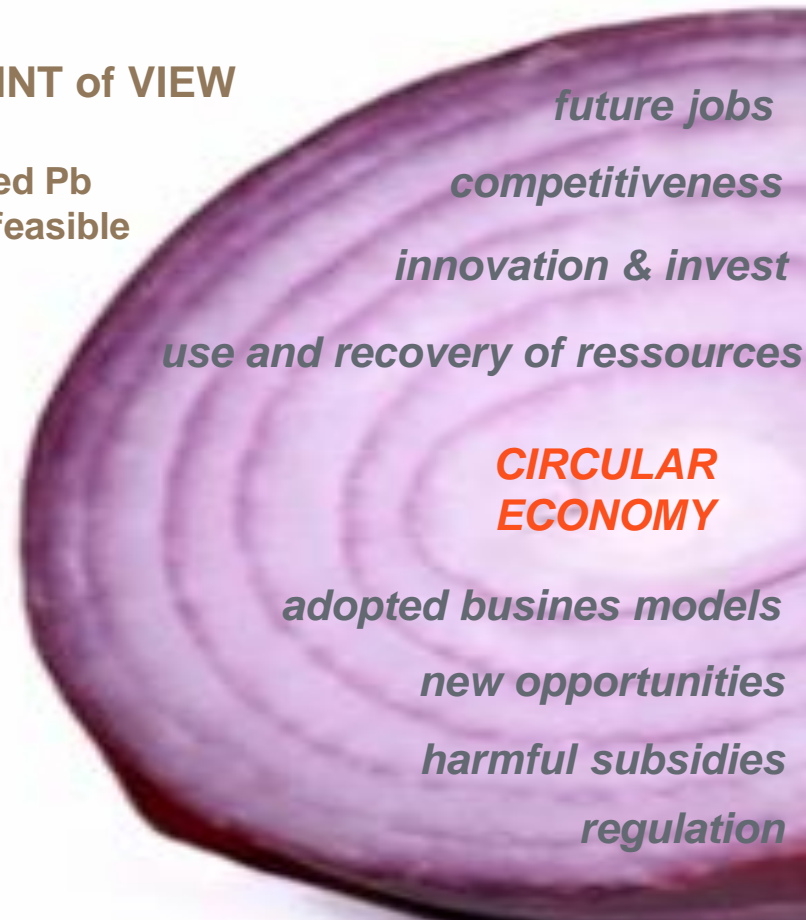 INT of VIEW
ed Pb
feasible
future jobs
competitiveness
innovation & invest
use and recovery of ressources
CIRCULAR
ECONOMY
adopted busines models
new opportunities
harmful subsidies
regulation